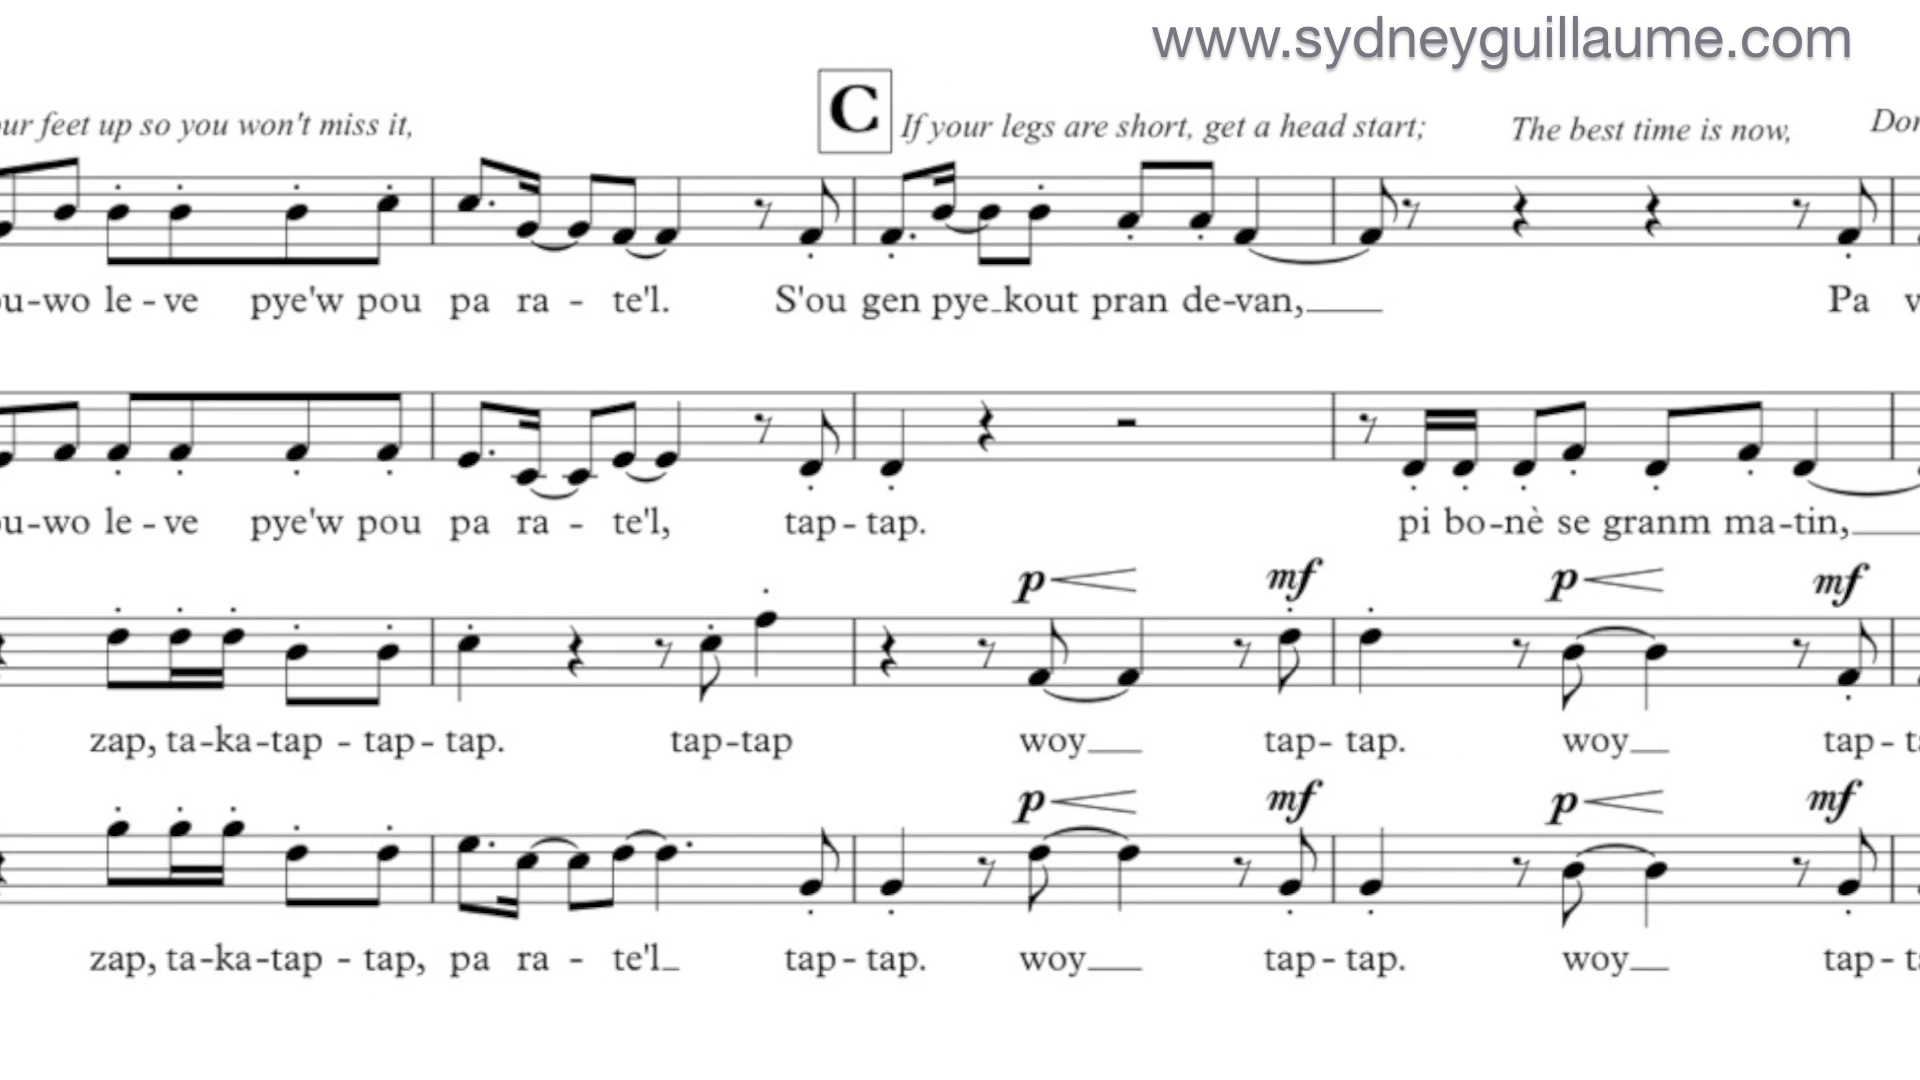 www.sydneyguillaume.com
C
ur feet up so you won't miss it, If your legs are short, get a head start; The best time is now,
u-wo le - ve pye'w pou pa ra - te'l. S'ou gen pye kout pran de-van, Pa v
u-wo le - ve pye'w pou pa ra - te'l, tap - tap. pi bo-nè se granm ma-tin,
p mf p mf
zap, ta-ka-tap - tap - tap. tap-tap woy tap- tap. woy tap - t
p mf p mf
zap, ta-ka-tap - tap, pa ra - te'l tap - tap. woy tap - tap. woy tap - t